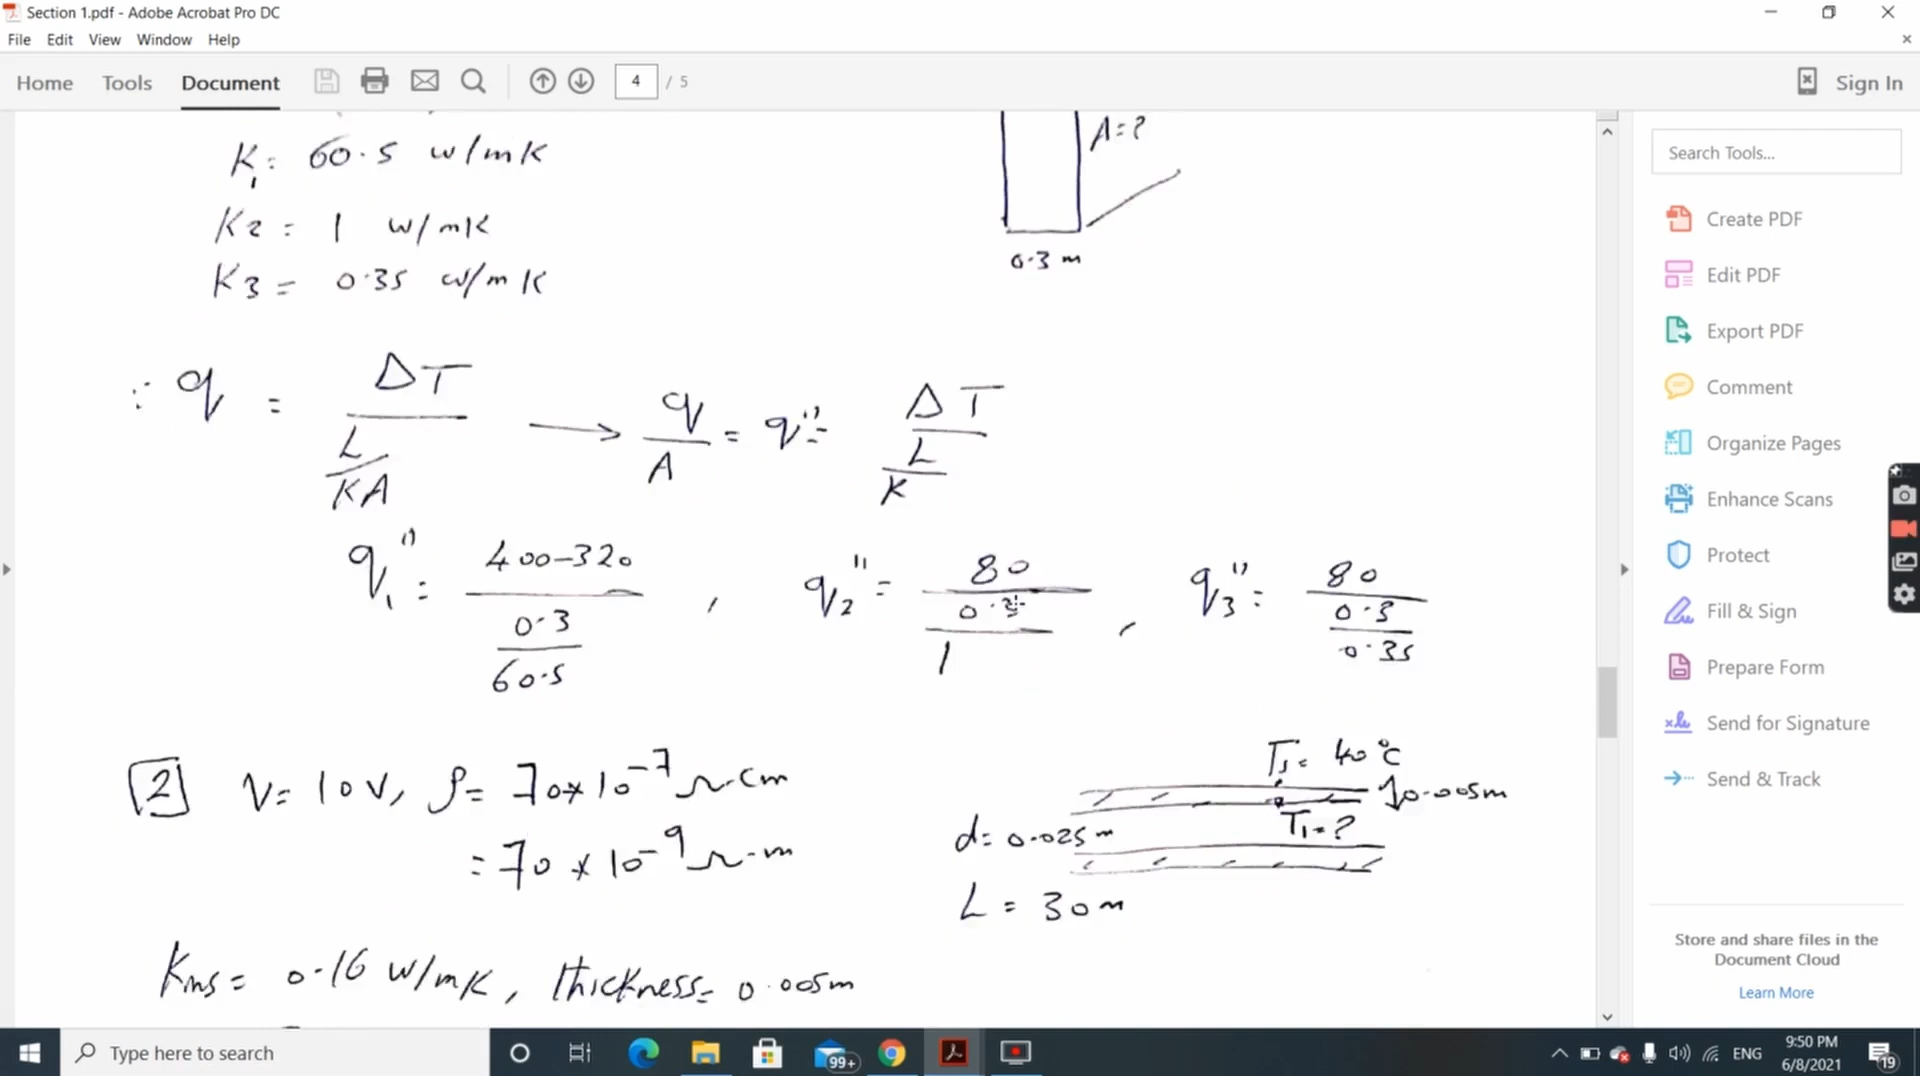 Section 1.pdf - Adobe Acrobat Pro DC
File Edit View Window Help
Home Tools Document 4 / 5 Sign In
K1 = 60.5 w/mK
K2 = 1 w/mK
K3 = 0.35 w/mK
A = ?
0.3 m
∵ q = ΔT / (L / KA) → q / A = q'' = ΔT / (L / K)
q1'' = 400-320 / (0.3 / 60.5) , q2'' = 80 / (0.3 / 1) , q3'' = 80 / (0.3 / 0.35)
2 V = 10 V, ρ = 70 × 10^-7 Ω-cm
= 70 × 10^-9 Ω-m
Ts = 40 °C
0.005m
T1 = ?
d = 0.025 m
L = 30 m
Kins = 0.16 W/mK, thickness = 0.005m
Search Tools...
Create PDF
Edit PDF
Export PDF
Comment
Organize Pages
Enhance Scans
Protect
Fill & Sign
Prepare Form
Send for Signature
Send & Track
Store and share files in the
Document Cloud
Learn More
Type here to search
99+
ENG
9:50 PM
6/8/2021
19